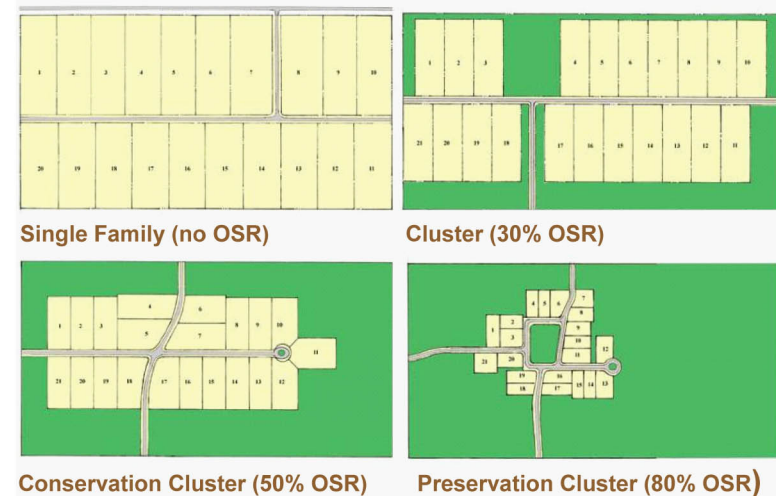 1 2 3 4 5 6 7 8 9 10
20 19 18 17 16 15 14 13 12 11
Single Family (no OSR)
1 2 3 4 5 6 7 8 9 10
21 20 19 18 17 16 15 14 13 12 11
Cluster (30% OSR)
4 6
1 2 3 5 7 8 9 10
11
21 20 19 18 17 16 15 14 13 12
Conservation Cluster (50% OSR)
4 5 6 7
8
1 2 9
3 10 12
21 20 11
19 16
18 17 15 14 13
Preservation Cluster (80% OSR)